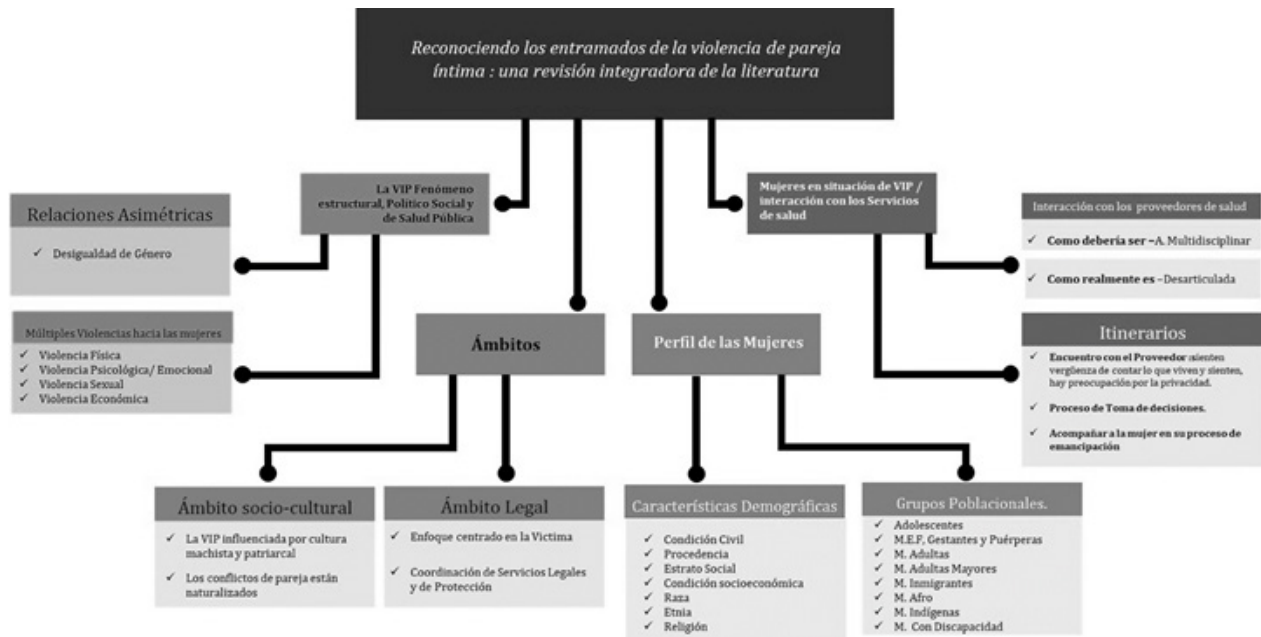 Reconociendo los entramados de la violencia de pareja
íntima : una revisión integradora de la literatura
La VIP Fenómeno
estructural, Político Social y
de Salud Pública
Mujeres en situación de VIP /
interacción con los Servicios
de salud
Relaciones Asimétricas
✓ Desigualdad de Género
Interacción con los proveedores de salud
✓ Como debería ser –A. Multidisciplinar
✓ Como realmente es –Desarticulada
Múltiples Violencias hacia las mujeres
✓ Violencia Física
✓ Violencia Psicológica/ Emocional
✓ Violencia Sexual
✓ Violencia Económica
Ámbitos
Perfil de las Mujeres
Itinerarios
✓ Encuentro con el Proveedor :sienten
vergüenza de contar lo que viven y sienten,
hay preocupación por la privacidad.
✓ Proceso de Toma de decisiones.
✓ Acompañar a la mujer en su proceso de
emancipación
Ámbito socio-cultural
✓ La VIP influenciada por cultura
machista y patriarcal
✓ Los conflictos de pareja están
naturalizados
Ámbito Legal
✓ Enfoque centrado en la Victima
✓ Coordinación de Servicios Legales
y de Protección
Características Demográficas
✓ Condición Civil
✓ Procedencia
✓ Estrato Social
✓ Condición socioeconómica
✓ Raza
✓ Etnia
✓ Religión
Grupos Poblacionales.
✓ Adolescentes
✓ M.E.F, Gestantes y Puérperas
✓ M. Adultas
✓ M. Adultas Mayores
✓ M. Inmigrantes
✓ M. Afro
✓ M. Indígenas
✓ M. Con Discapacidad